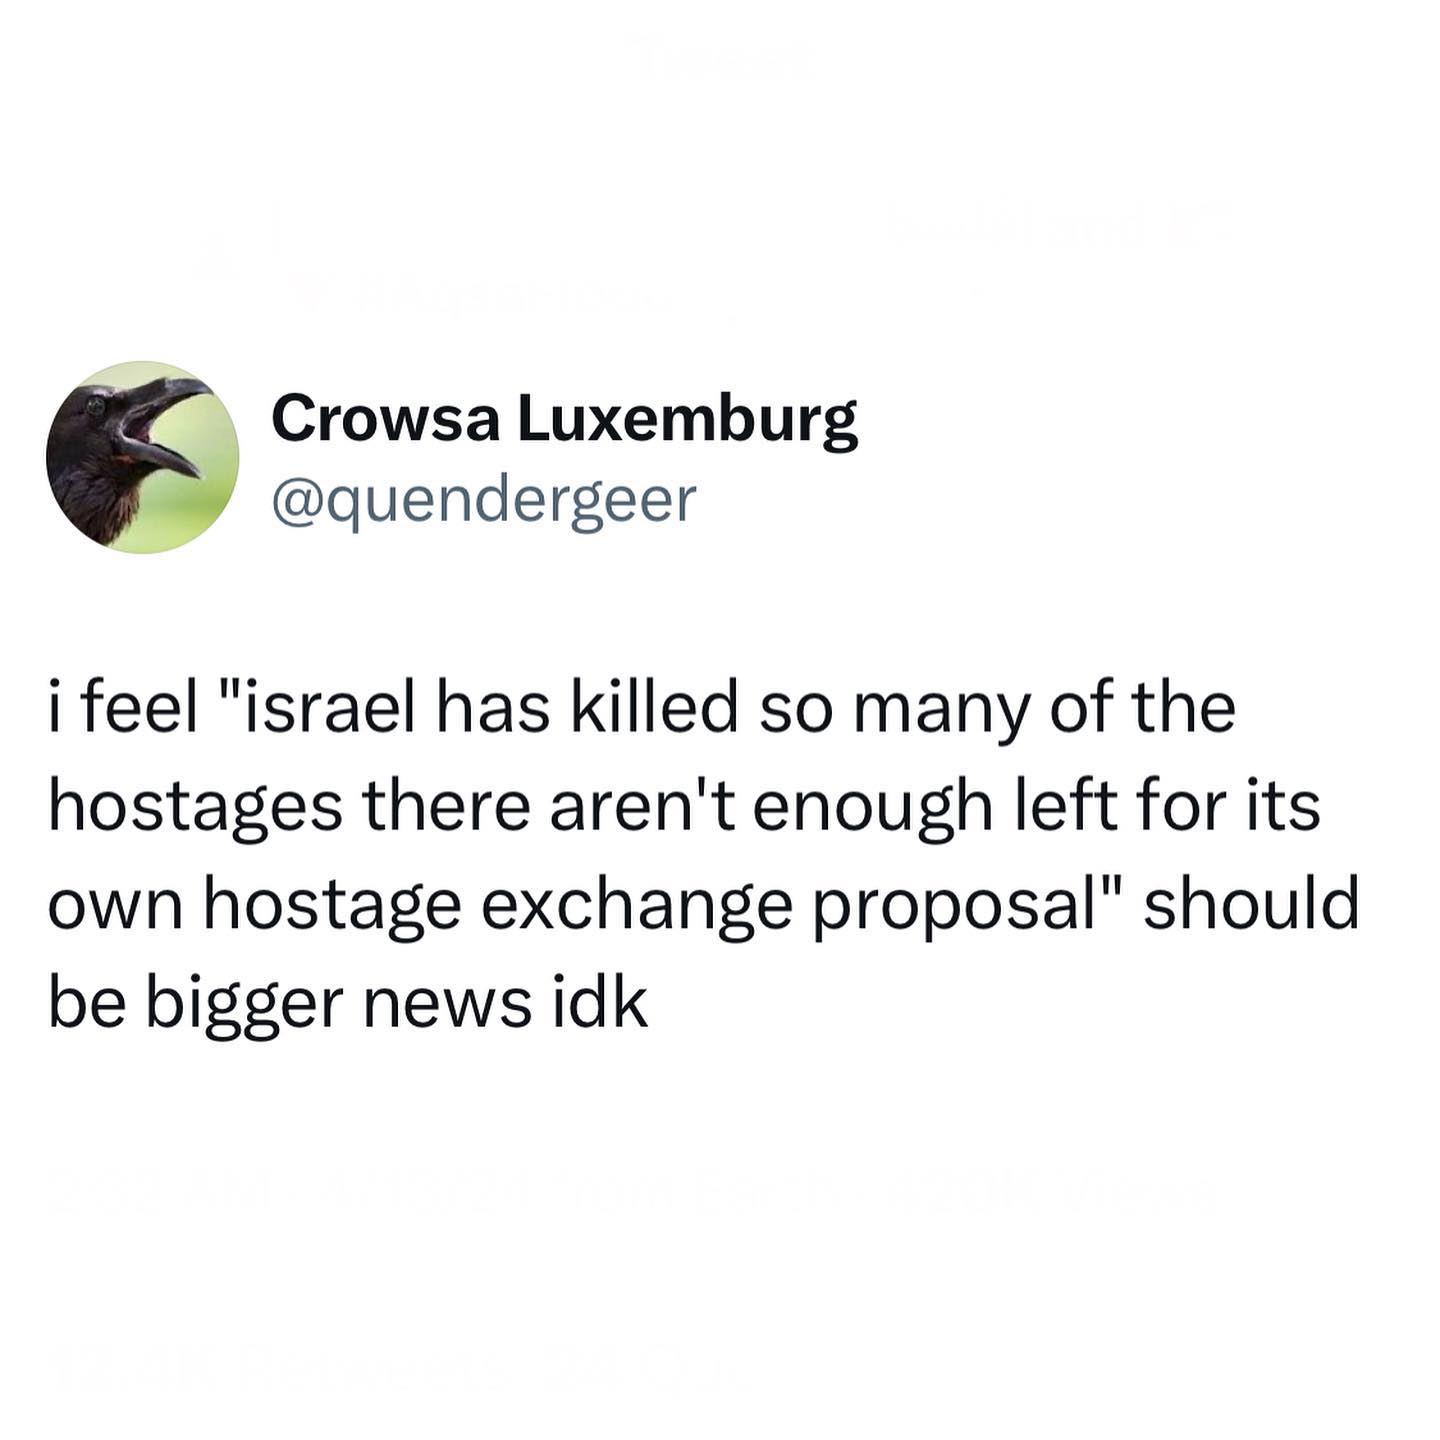 Crowsa Luxemburg
@quendergeer
i feel "israel has killed so many of the
hostages there aren't enough left for its
own hostage exchange proposal" should
be bigger news idk